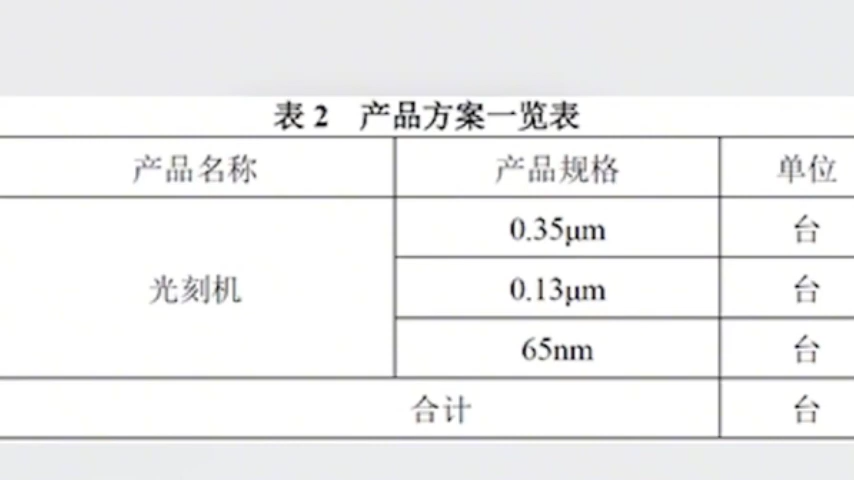 表 2 产品方案一览表
产品名称 产品规格 单位
0.35μm 台
光刻机 0.13μm 台
65nm 台
合计 台